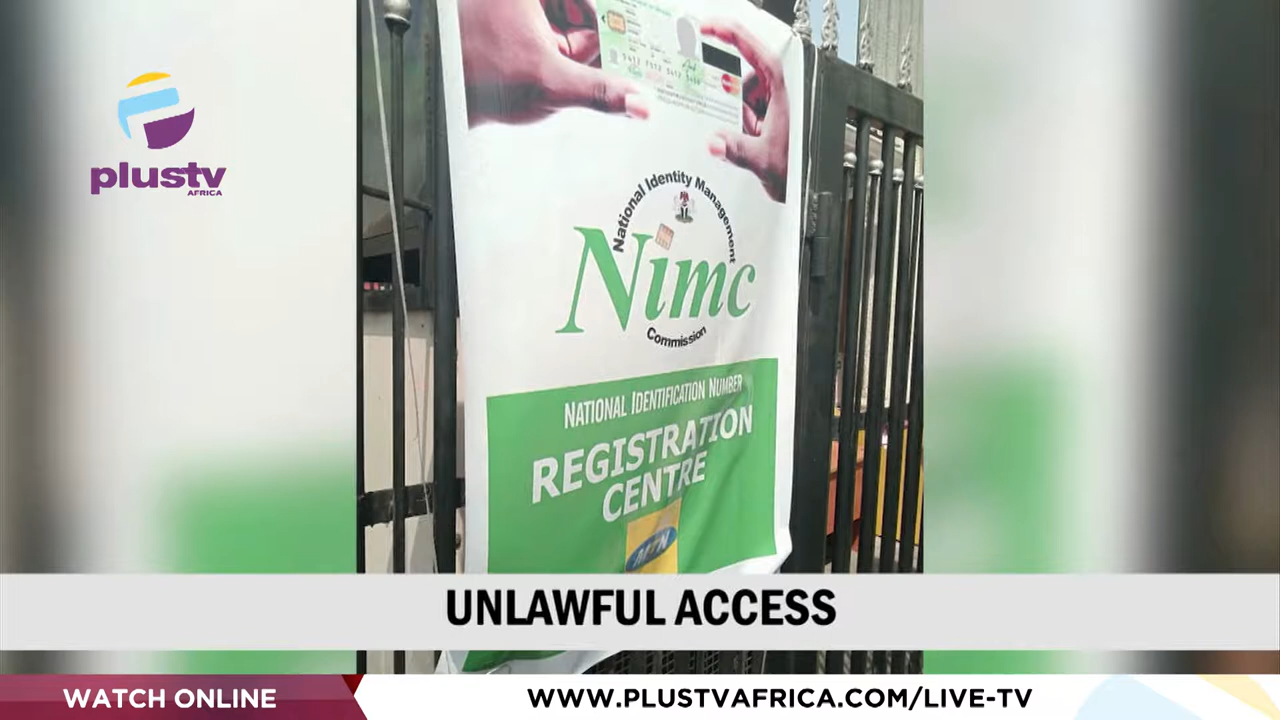 plustv
AFRICA
National Identity Management
Nimc
Commission
NATIONAL IDENTIFICATION NUMBER
REGISTRATION
CENTRE
MTN
UNLAWFUL ACCESS
WATCH ONLINE
WWW.PLUSTVAFRICA.COM/LIVE-TV